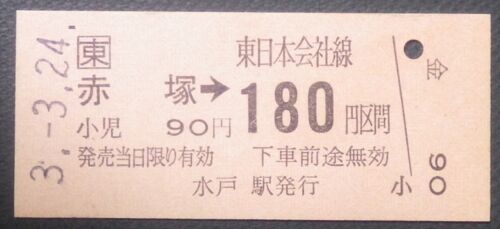 3.-3.24.
東
東日本会社線
赤塚→180円区間
小児 90円
発売当日限り有効 下車前途無効
水戸駅発行
金
小 90